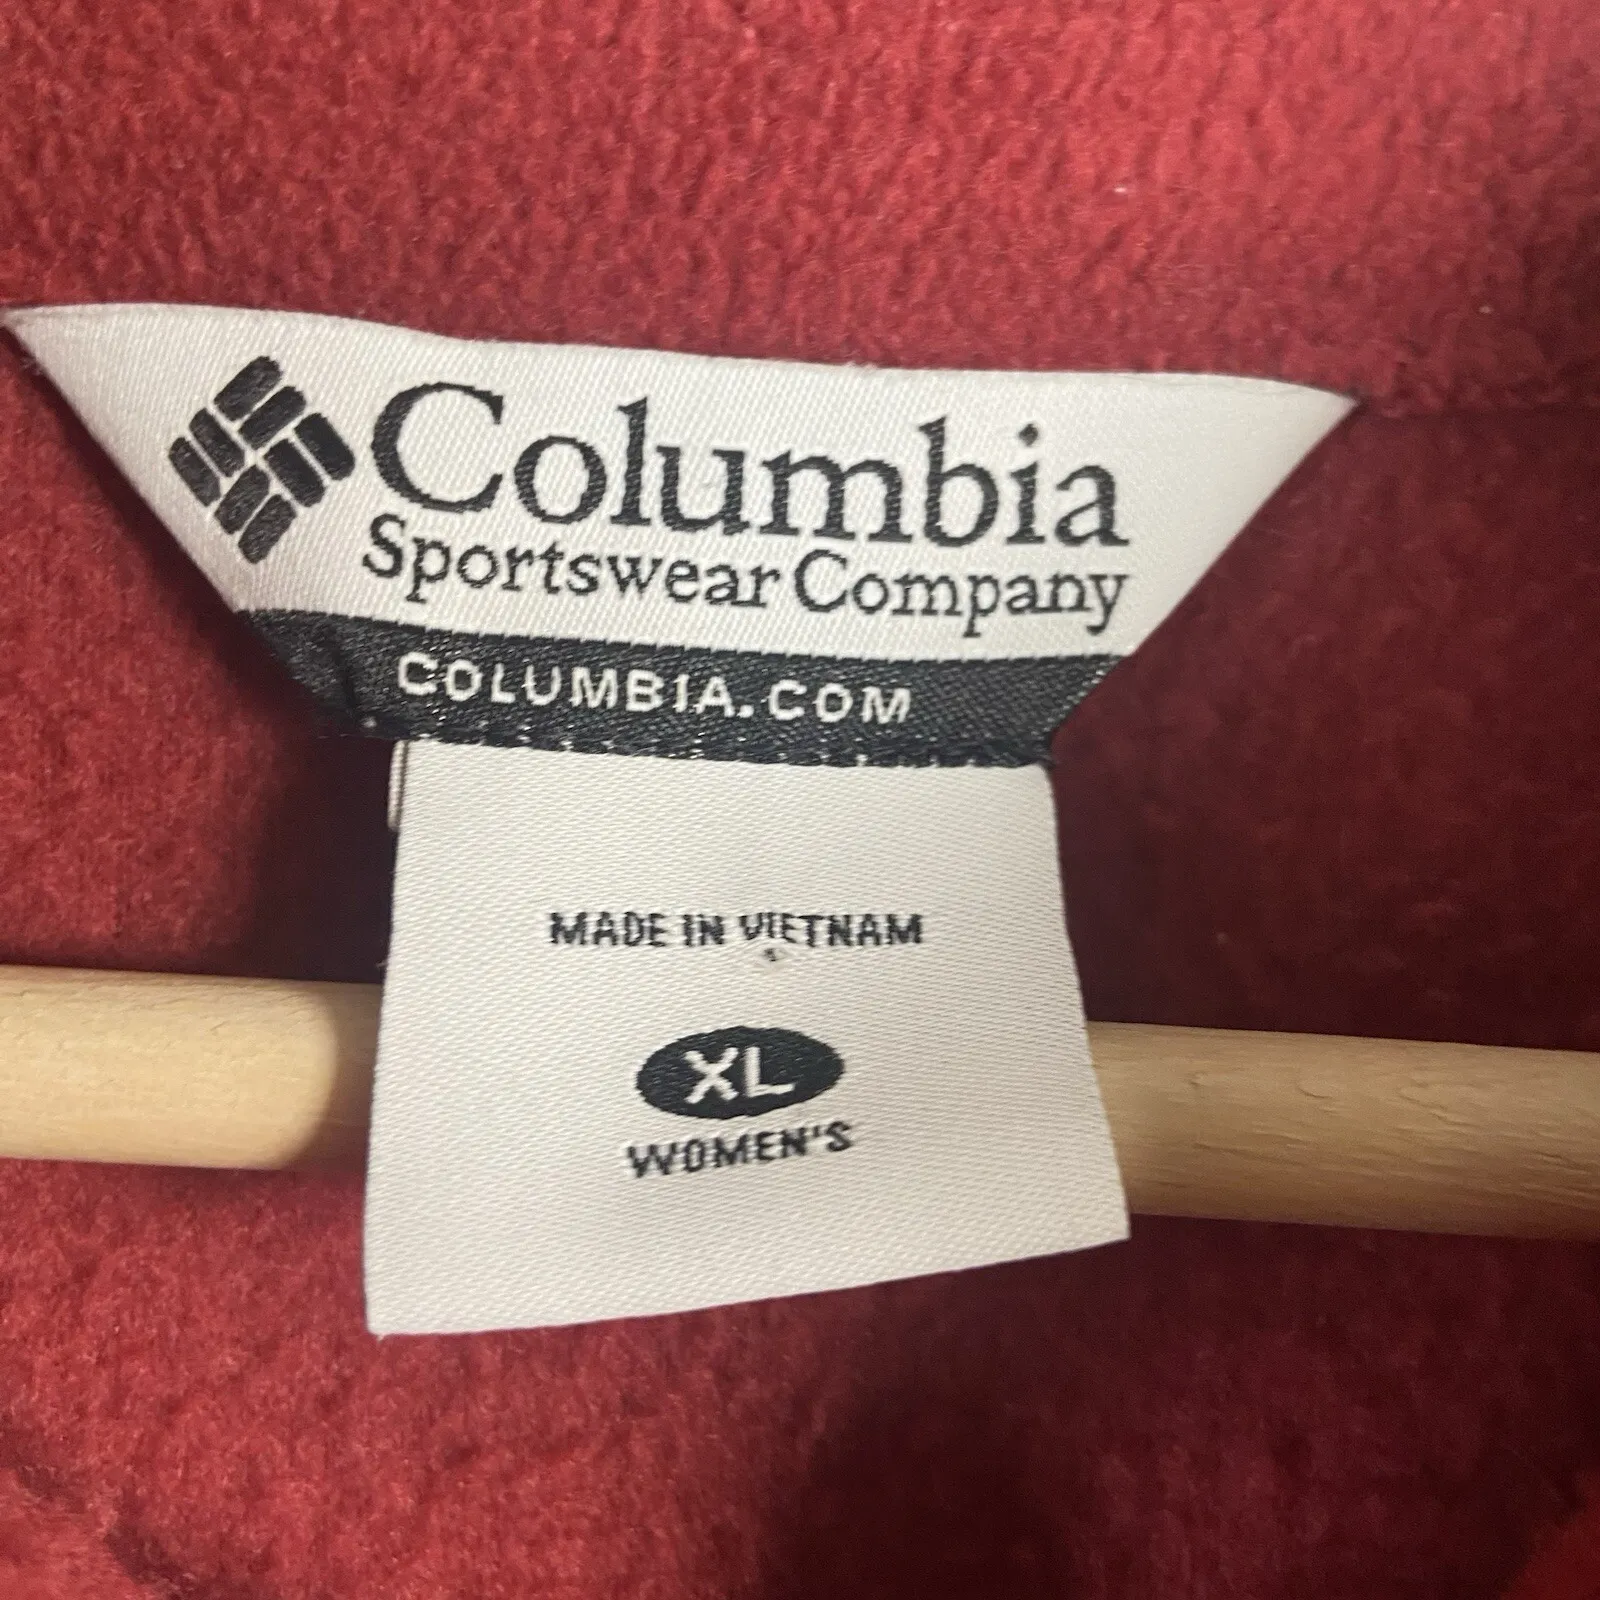 Columbia
Sportswear Company
COLUMBIA.COM
MADE IN VIETNAM
XL
WOMEN'S